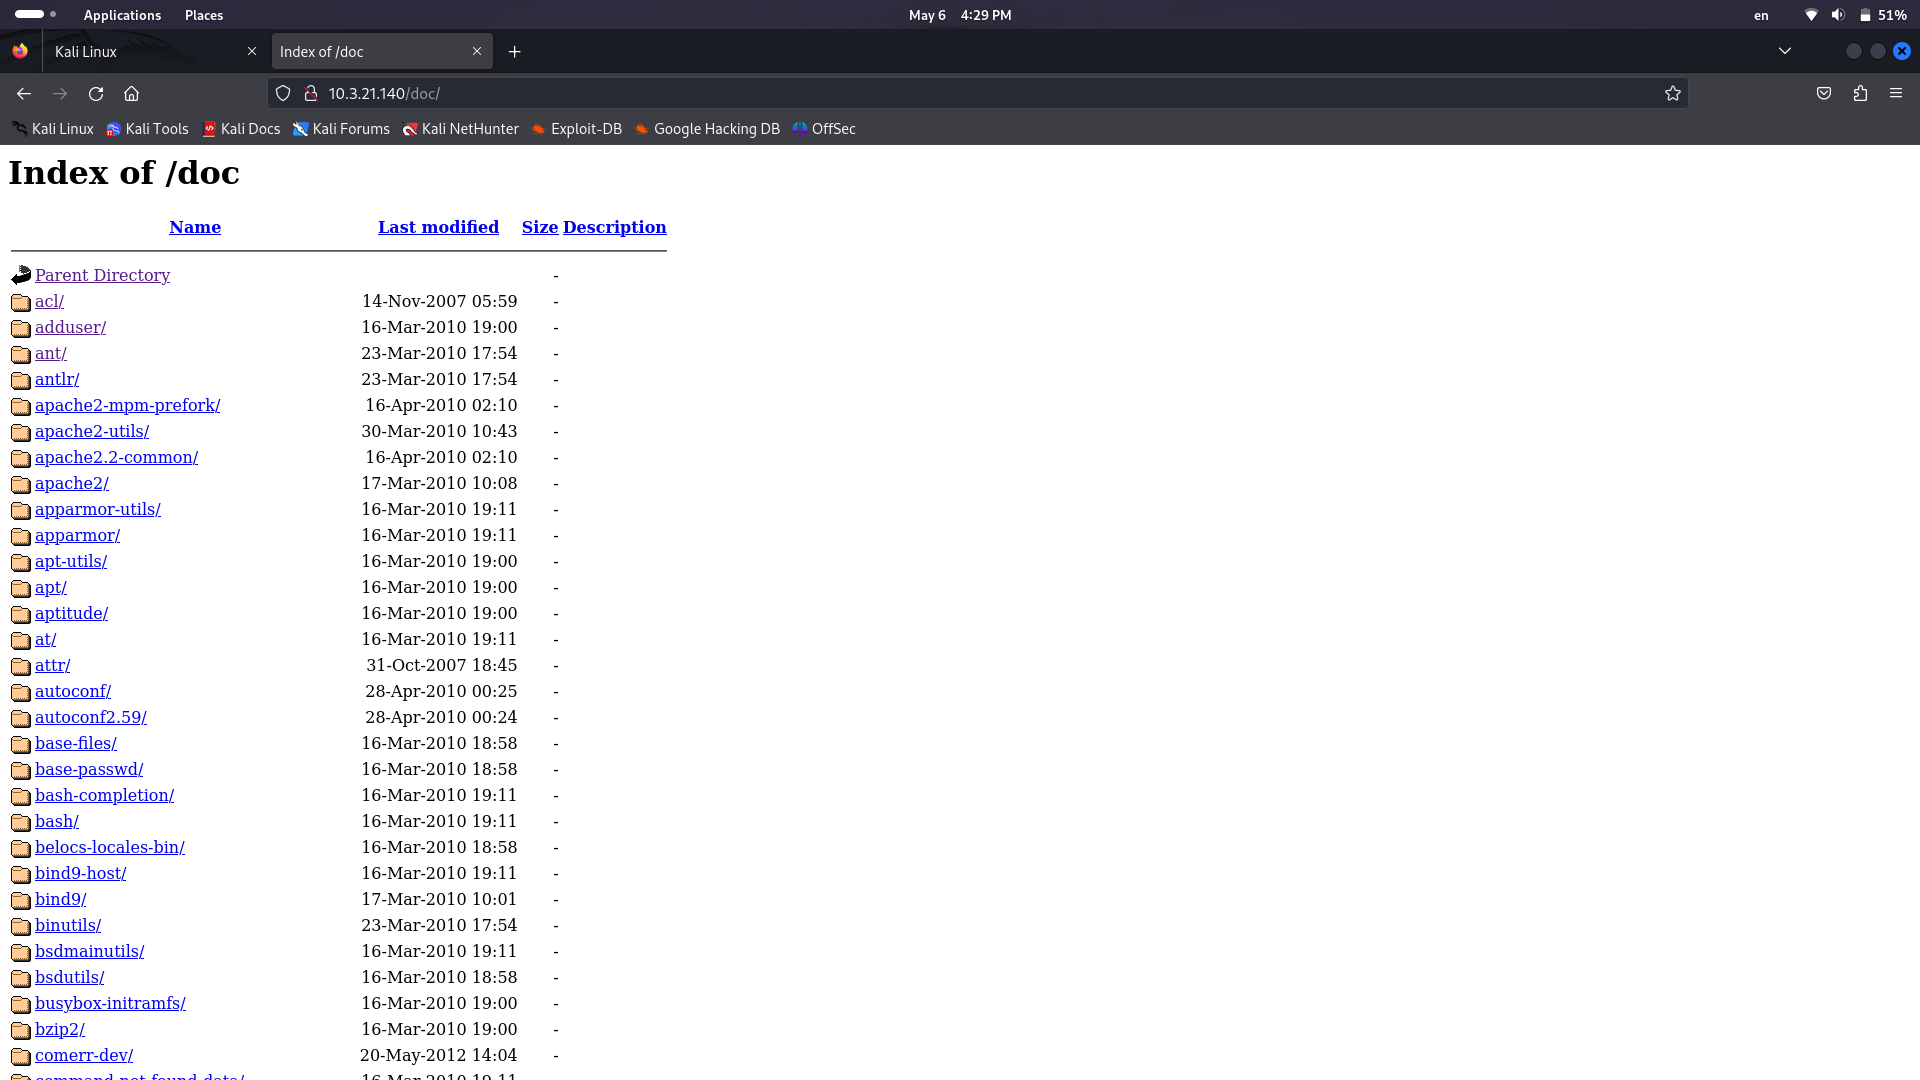 Applications Places May 6 4:29 PM en 51%
Kali Linux Index of /doc
10.3.21.140/doc/
Kali Linux Kali Tools Kali Docs Kali Forums Kali NetHunter Exploit-DB Google Hacking DB OffSec
Index of /doc
Name Last modified Size Description
Parent Directory -
acl/ 14-Nov-2007 05:59 -
adduser/ 16-Mar-2010 19:00 -
ant/ 23-Mar-2010 17:54 -
antlr/ 23-Mar-2010 17:54 -
apache2-mpm-prefork/ 16-Apr-2010 02:10 -
apache2-utils/ 30-Mar-2010 10:43 -
apache2.2-common/ 16-Apr-2010 02:10 -
apache2/ 17-Mar-2010 10:08 -
apparmor-utils/ 16-Mar-2010 19:11 -
apparmor/ 16-Mar-2010 19:11 -
apt-utils/ 16-Mar-2010 19:00 -
apt/ 16-Mar-2010 19:00 -
aptitude/ 16-Mar-2010 19:00 -
at/ 16-Mar-2010 19:11 -
attr/ 31-Oct-2007 18:45 -
autoconf/ 28-Apr-2010 00:25 -
autoconf2.59/ 28-Apr-2010 00:24 -
base-files/ 16-Mar-2010 18:58 -
base-passwd/ 16-Mar-2010 18:58 -
bash-completion/ 16-Mar-2010 19:11 -
bash/ 16-Mar-2010 19:11 -
belocs-locales-bin/ 16-Mar-2010 18:58 -
bind9-host/ 16-Mar-2010 19:11 -
bind9/ 17-Mar-2010 10:01 -
binutils/ 23-Mar-2010 17:54 -
bsdmainutils/ 16-Mar-2010 19:11 -
bsdutils/ 16-Mar-2010 18:58 -
busybox-initramfs/ 16-Mar-2010 19:00 -
bzip2/ 16-Mar-2010 19:00 -
comerr-dev/ 20-May-2012 14:04 -
command-not-found-data/ 16-Mar-2010 19:11